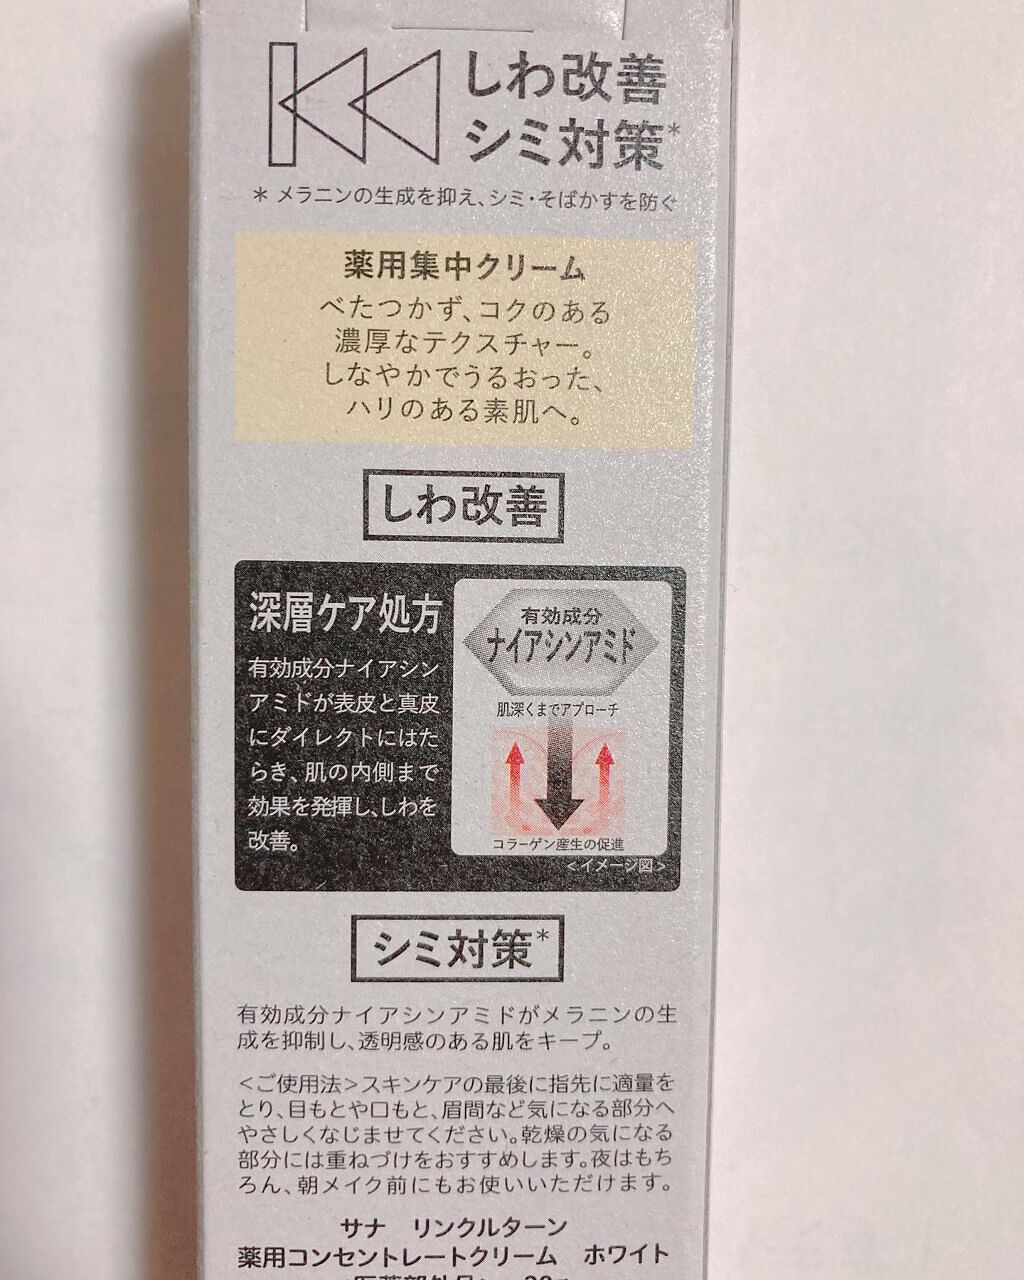 しわ改善
シミ対策*
* メラニンの生成を抑え、シミ・そばかすを防ぐ
薬用集中クリーム
べたつかず、コクのある
濃厚なテクスチャー。
しなやかでうるおった、
ハリのある素肌へ。
しわ改善
深層ケア処方
有効成分ナイアシン
アミドが表皮と真皮
にダイレクトにはた
らき、肌の内側まで
効果を発揮し、しわを
改善。
有効成分
ナイアシンアミド
肌深くまでアプローチ
コラーゲン産生の促進
<イメージ図>
シミ対策*
有効成分ナイアシンアミドがメラニンの生
成を抑制し、透明感のある肌をキープ。
<ご使用法>スキンケアの最後に指先に適量を
とり、目もとや口もと、眉間など気になる部分へ
やさしくなじませてください。乾燥の気になる
部分には重ねづけをおすすめします。夜はもち
ろん、朝メイク前にもお使いいただけます。
サナ リンクルターン
薬用コンセントレートクリーム ホワイト